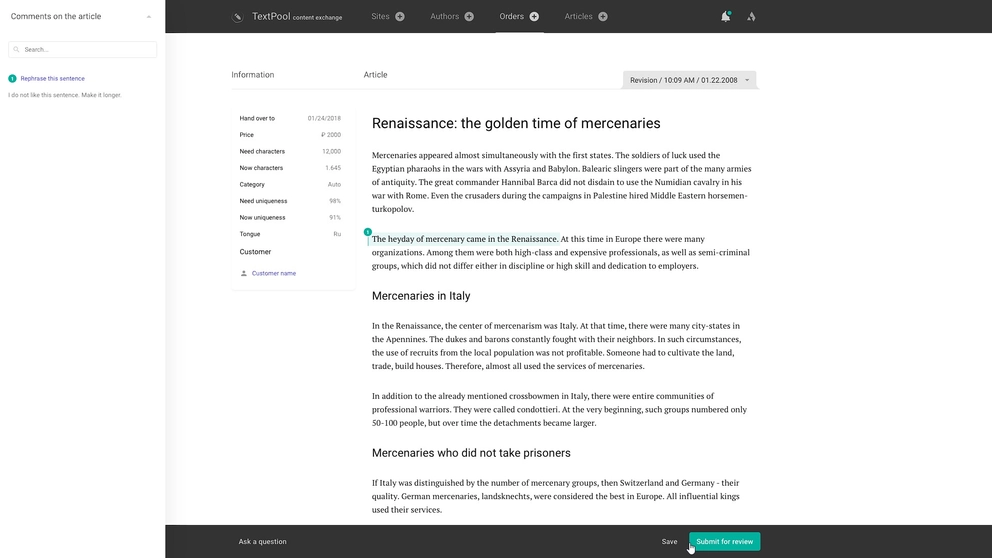 Comments on the article
Search...
1 Rephrase this sentence
I do not like this sentence. Make it longer.
TextPool content exchange
Sites
Authors
Orders
Articles
Information
Article
Revision / 10:09 AM / 01.22.2008
Hand over to 01/24/2018
Price ₽ 2000
Need characters 12,000
Now characters 1.645
Category Auto
Need uniqueness 98%
Now uniqueness 91%
Tongue Ru
Customer
Customer name
Renaissance: the golden time of mercenaries
Mercenaries appeared almost simultaneously with the first states. The soldiers of luck used the
Egyptian pharaohs in the wars with Assyria and Babylon. Balearic slingers were part of the many armies
of antiquity. The great commander Hannibal Barca did not disdain to use the Numidian cavalry in his
war with Rome. Even the crusaders during the campaigns in Palestine hired Middle Eastern horsemen-
turkopolov.
1
The heyday of mercenary came in the Renaissance. At this time in Europe there were many
organizations. Among them were both high-class and expensive professionals, as well as semi-criminal
groups, which did not differ either in discipline or high skill and dedication to employers.
Mercenaries in Italy
In the Renaissance, the center of mercenarism was Italy. At that time, there were many city-states in
the Apennines. The dukes and barons constantly fought with their neighbors. In such circumstances,
the use of recruits from the local population was not profitable. Someone had to cultivate the land,
trade, build houses. Therefore, almost all used the services of mercenaries.
In addition to the already mentioned crossbowmen in Italy, there were entire communities of
professional warriors. They were called condottieri. At the very beginning, such groups numbered only
50-100 people, but over time the detachments became larger.
Mercenaries who did not take prisoners
If Italy was distinguished by the number of mercenary groups, then Switzerland and Germany - their
quality. German mercenaries, landsknechts, were considered the best in Europe. All influential kings
used their services.
Ask a question
Save
Submit for review